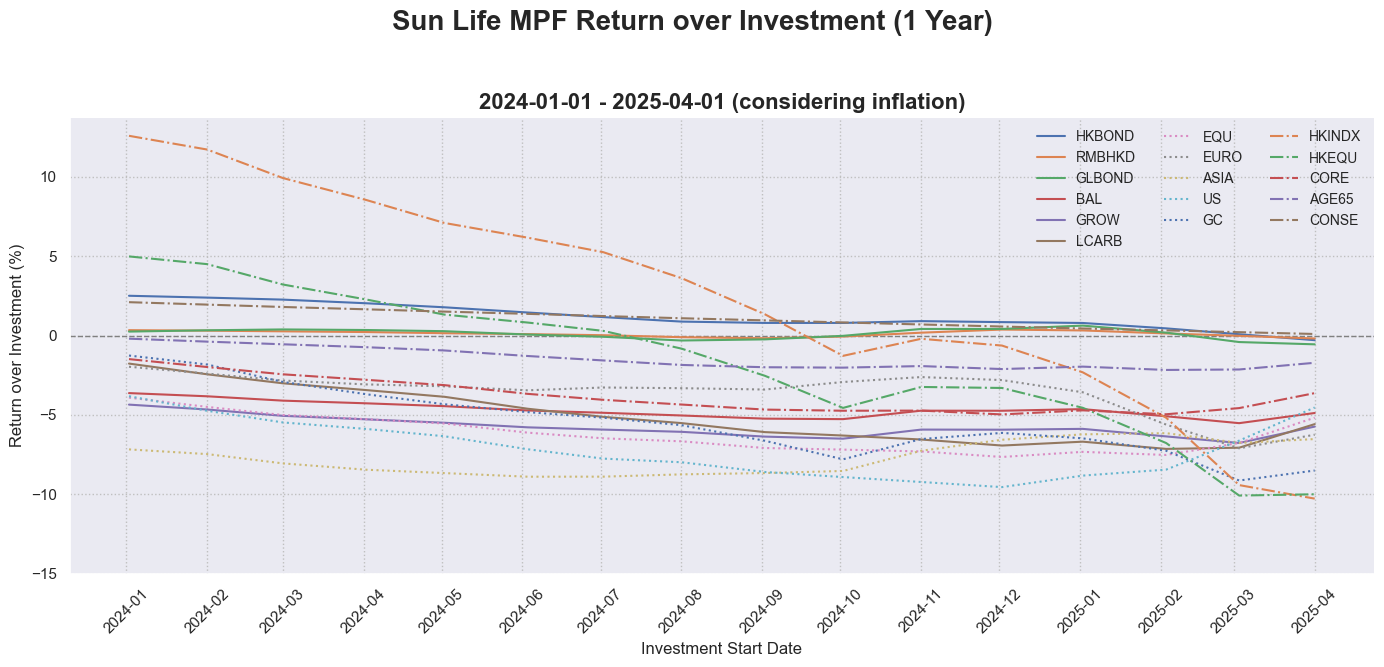 Sun Life MPF Return over Investment (1 Year)
2024-01-01 - 2025-04-01 (considering inflation)
HKBOND EQU HKINDX
RMBHKD EURO HKEQU
GLBOND ASIA CORE
BAL US AGE65
GROW GC CONSE
LCARB
Return over Investment (%)
10
5
0
−5
−10
−15
2024-01 2024-02 2024-03 2024-04 2024-05 2024-06 2024-07 2024-08 2024-09 2024-10 2024-11 2024-12 2025-01 2025-02 2025-03 2025-04
Investment Start Date